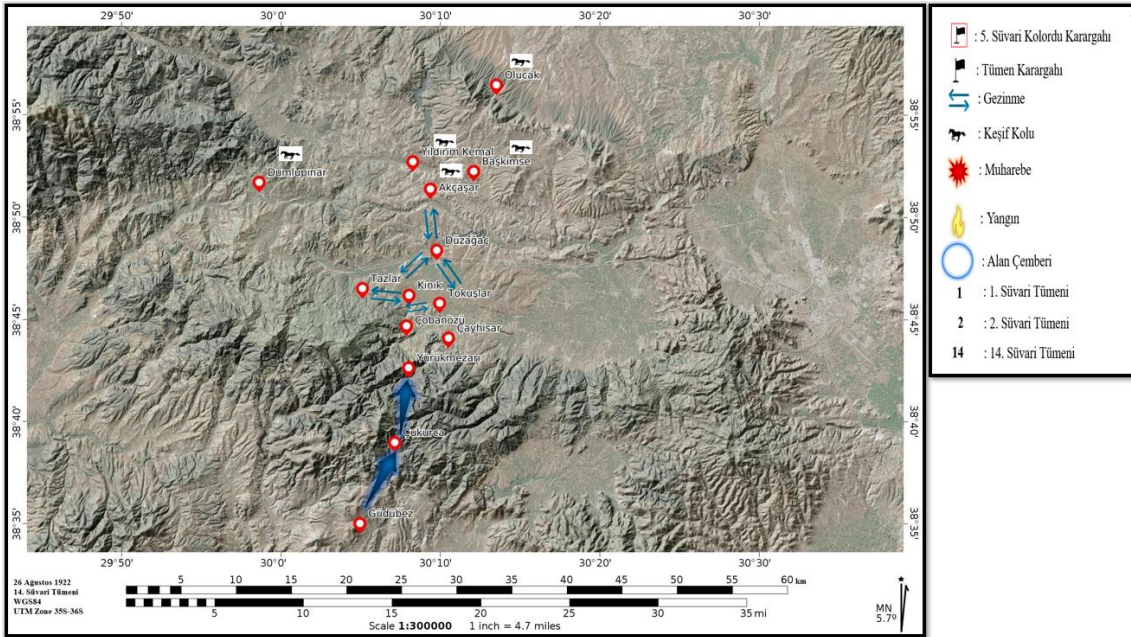 29°50' 30°00' 30°10' 30°20' 30°30'
38°55' 38°55'
38°50' 38°50'
38°45' 38°45'
38°40' 38°40'
38°35' 38°35'
Olucak
Yıldırım Kemal
Başkimse
Dumlupınar
Akçaşar
Düzağaç
Tazlar
Kınık
Tokuşlar
Çobanözü
Çayhisar
Yörükmezarı
Çukurca
Güdübez
29°50' 30°00' 30°10' 30°20' 30°30'
26 Ağustos 1922
14. Süvari Tümeni
WGS84
UTM Zone 35S-36S
5 10 15 20 25 30 35 40 45 50 55 60 km
5 10 15 20 25 30 35 mi
Scale 1:300000 1 inch = 4.7 miles
MN
5.7º
: 5. Süvari Kolordu Karargahı
: Tümen Karargahı
: Gezinme
: Keşif Kolu
: Muharebe
: Yangın
: Alan Çemberi
1 : 1. Süvari Tümeni
2 : 2. Süvari Tümeni
14 : 14. Süvari Tümeni